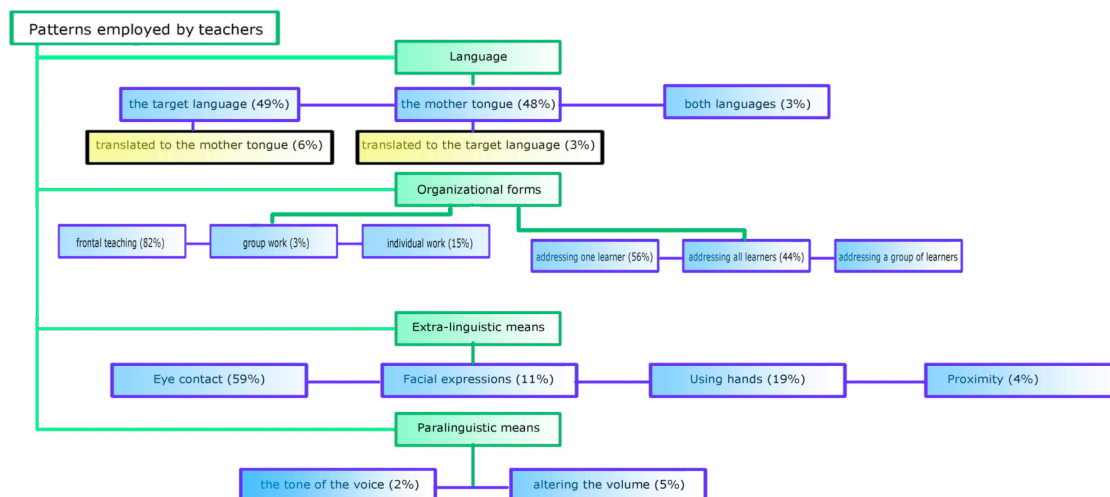 Patterns employed by teachers
Language
the target language (49%)
the mother tongue (48%)
both languages (3%)
translated to the mother tongue (6%)
translated to the target language (3%)
Organizational forms
frontal teaching (82%)
group work (3%)
individual work (15%)
addressing one learner (56%)
addressing all learners (44%)
addressing a group of learners
Extra-linguistic means
Eye contact (59%)
Facial expressions (11%)
Using hands (19%)
Proximity (4%)
Paralinguistic means
the tone of the voice (2%)
altering the volume (5%)